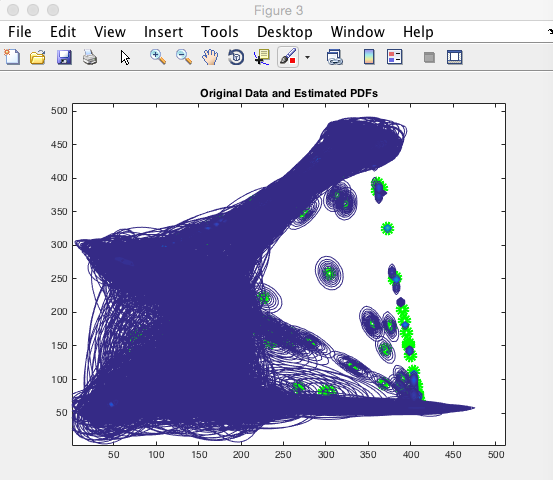 Figure 3
File Edit View Insert Tools Desktop Window Help
Original Data and Estimated PDFs
500
450
400
350
300
250
200
150
100
50
50 100 150 200 250 300 350 400 450 500